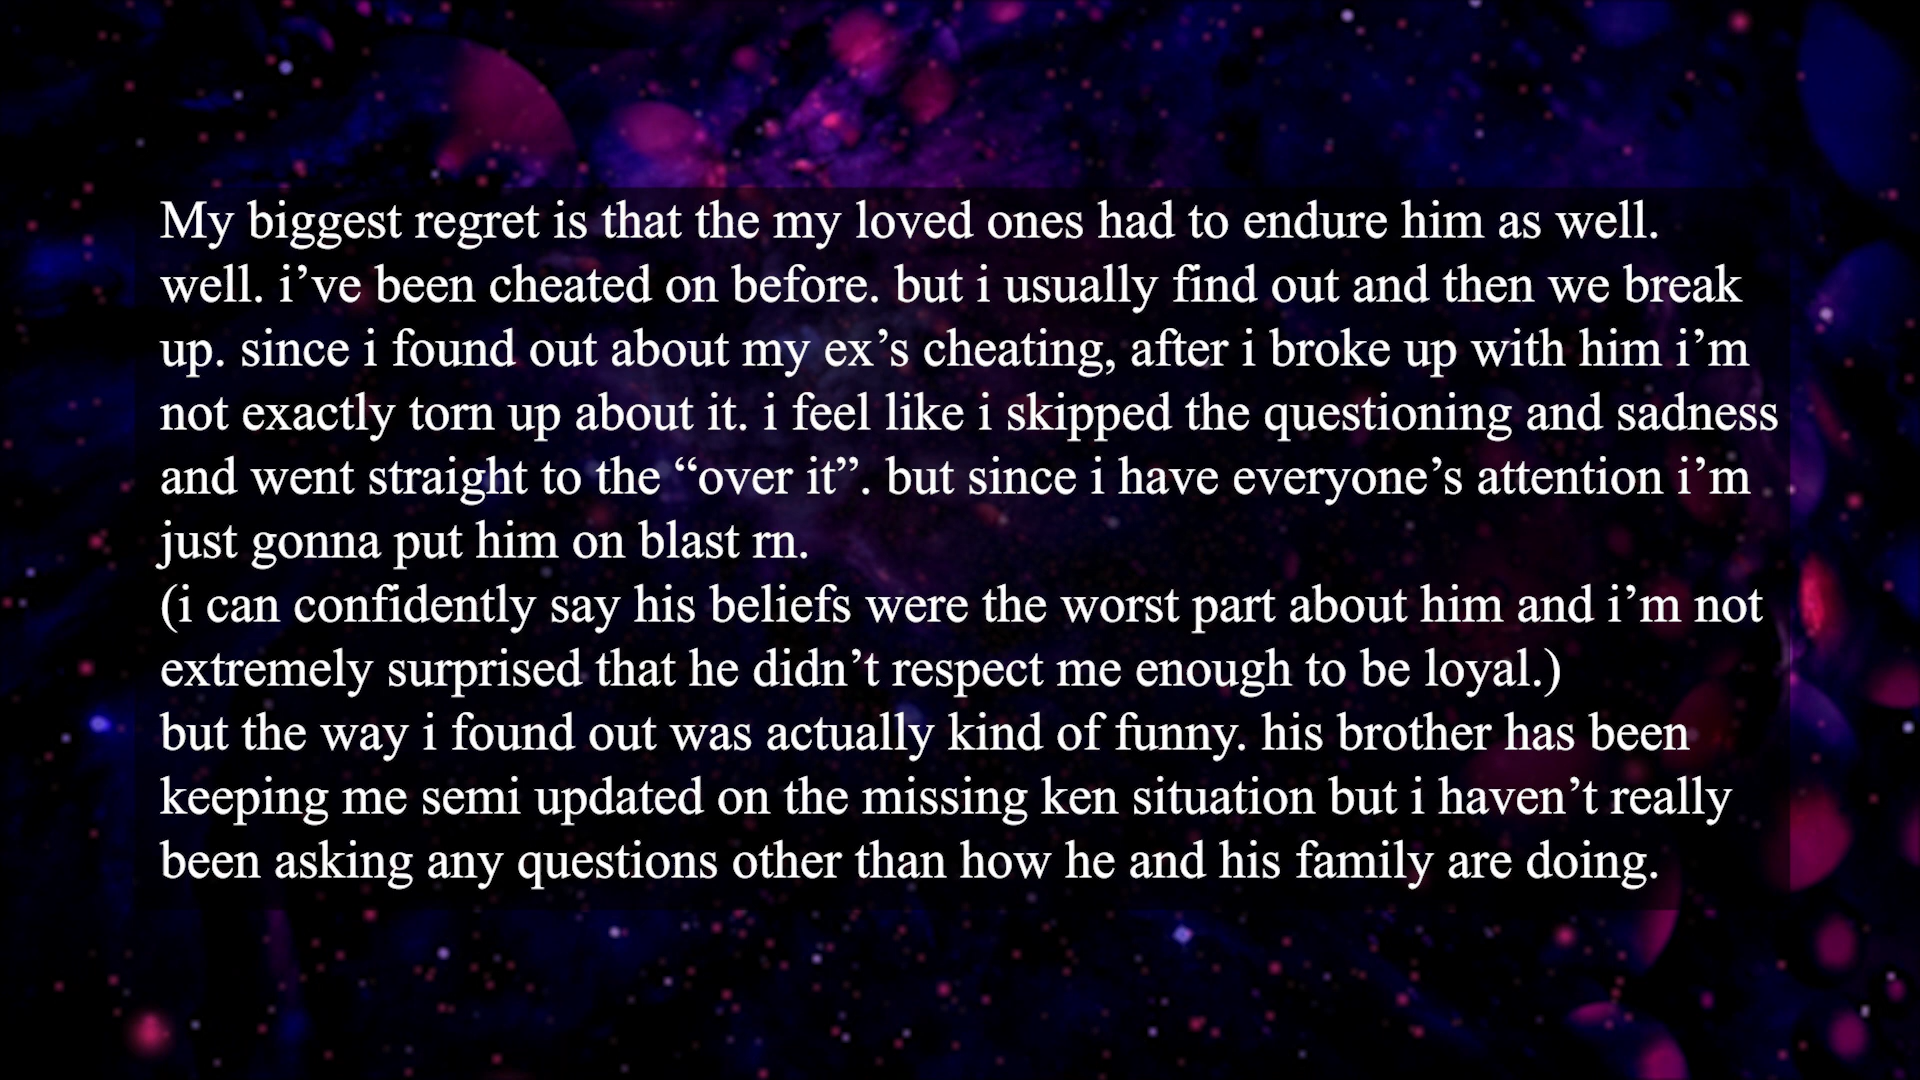 My biggest regret is that the my loved ones had to endure him as well.
well. i’ve been cheated on before. but i usually find out and then we break
up. since i found out about my ex’s cheating, after i broke up with him i’m
not exactly torn up about it. i feel like i skipped the questioning and sadness
and went straight to the “over it”. but since i have everyone’s attention i’m
just gonna put him on blast rn.
(i can confidently say his beliefs were the worst part about him and i’m not
extremely surprised that he didn’t respect me enough to be loyal.)
but the way i found out was actually kind of funny. his brother has been
keeping me semi updated on the missing ken situation but i haven’t really
been asking any questions other than how he and his family are doing.